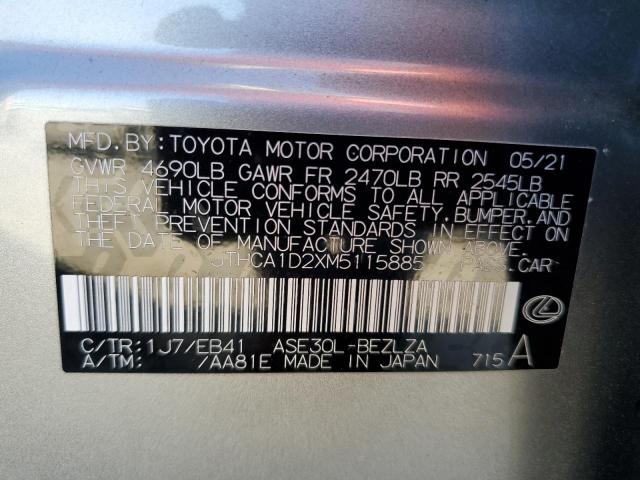 MFD.BY:TOYOTA MOTOR CORPORATION 05/21
GVWR 4690LB GAWR FR 2470LB RR 2545LB
THIS VEHICLE CONFORMS TO ALL APPLICABLE
FEDERAL MOTOR VEHICLE SAFETY,BUMPER,AND
THEFT PREVENTION STANDARDS IN EFFECT ON
THE DATE OF MANUFACTURE SHOWN ABOVE.
JTHCA1D2XM5115885 PASS.CAR
C/TR:1J7/EB41 ASE30L-BEZLZA
A/TM: /AA81E MADE IN JAPAN 715 A